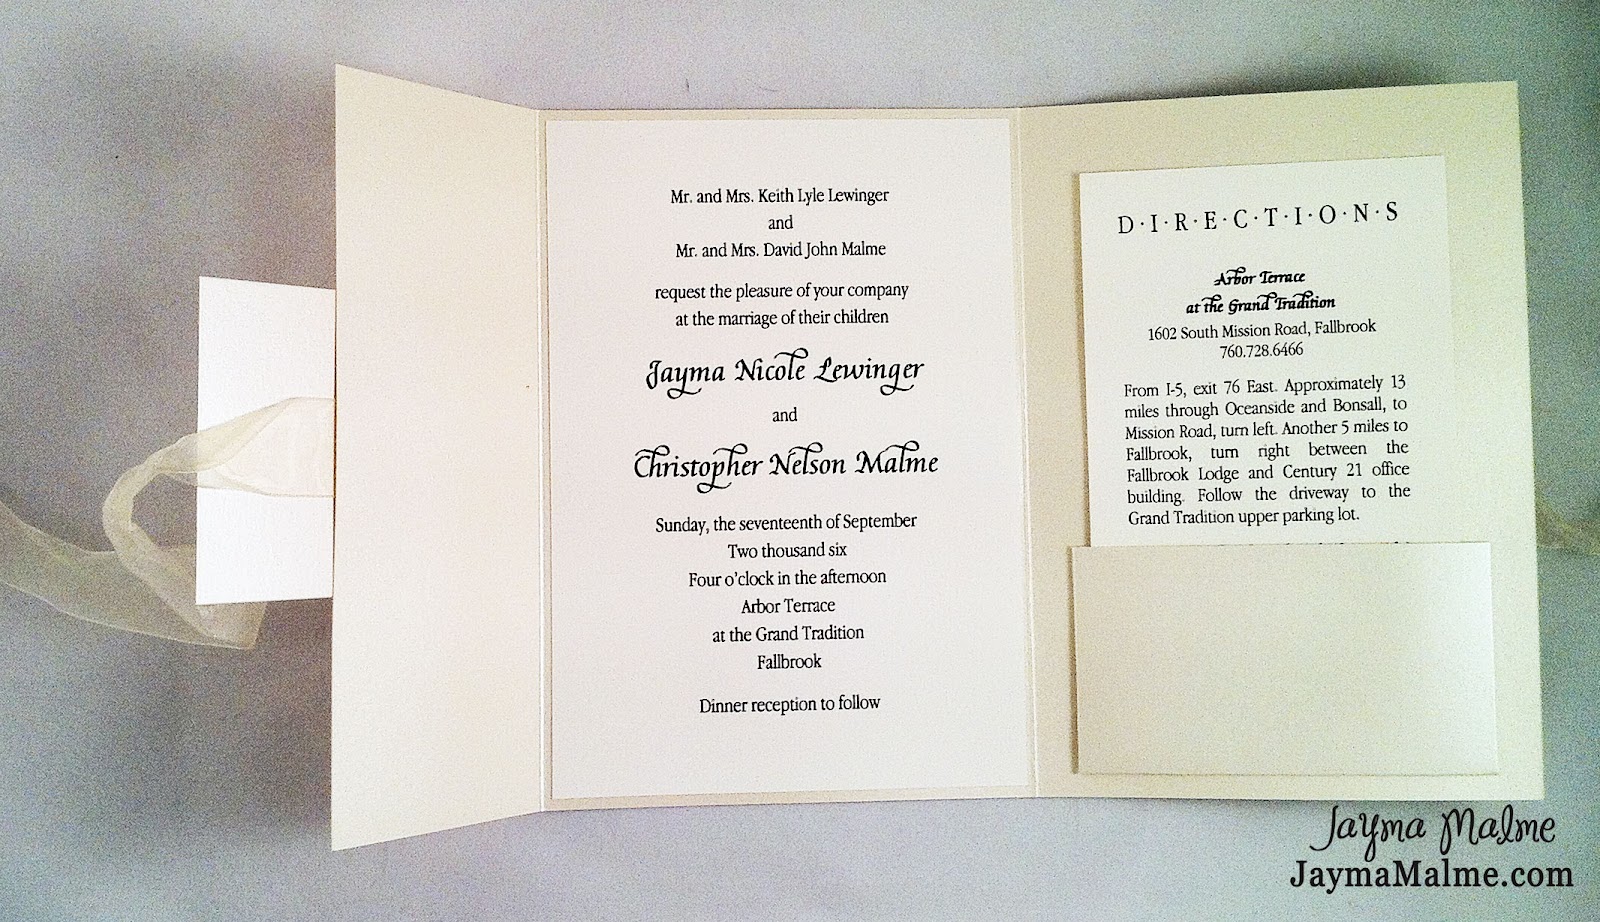 Mr. and Mrs. Keith Lyle Lewinger
and
Mr. and Mrs. David John Malme
request the pleasure of your company
at the marriage of their children
Jayma Nicole Lewinger
and
Christopher Nelson Malme
Sunday, the seventeenth of September
Two thousand six
Four o'clock in the afternoon
Arbor Terrace
at the Grand Tradition
Fallbrook
Dinner reception to follow
D·I·R·E·C·T·I·O·N·S
Arbor Terrace
at the Grand Tradition
1602 South Mission Road, Fallbrook
760.728.6466
From I-5, exit 76 East. Approximately 13
miles through Oceanside and Bonsall, to
Mission Road, turn left. Another 5 miles to
Fallbrook, turn right between the
Fallbrook Lodge and Century 21 office
building. Follow the driveway to the
Grand Tradition upper parking lot.
Jayma Malme
JaymaMalme.com